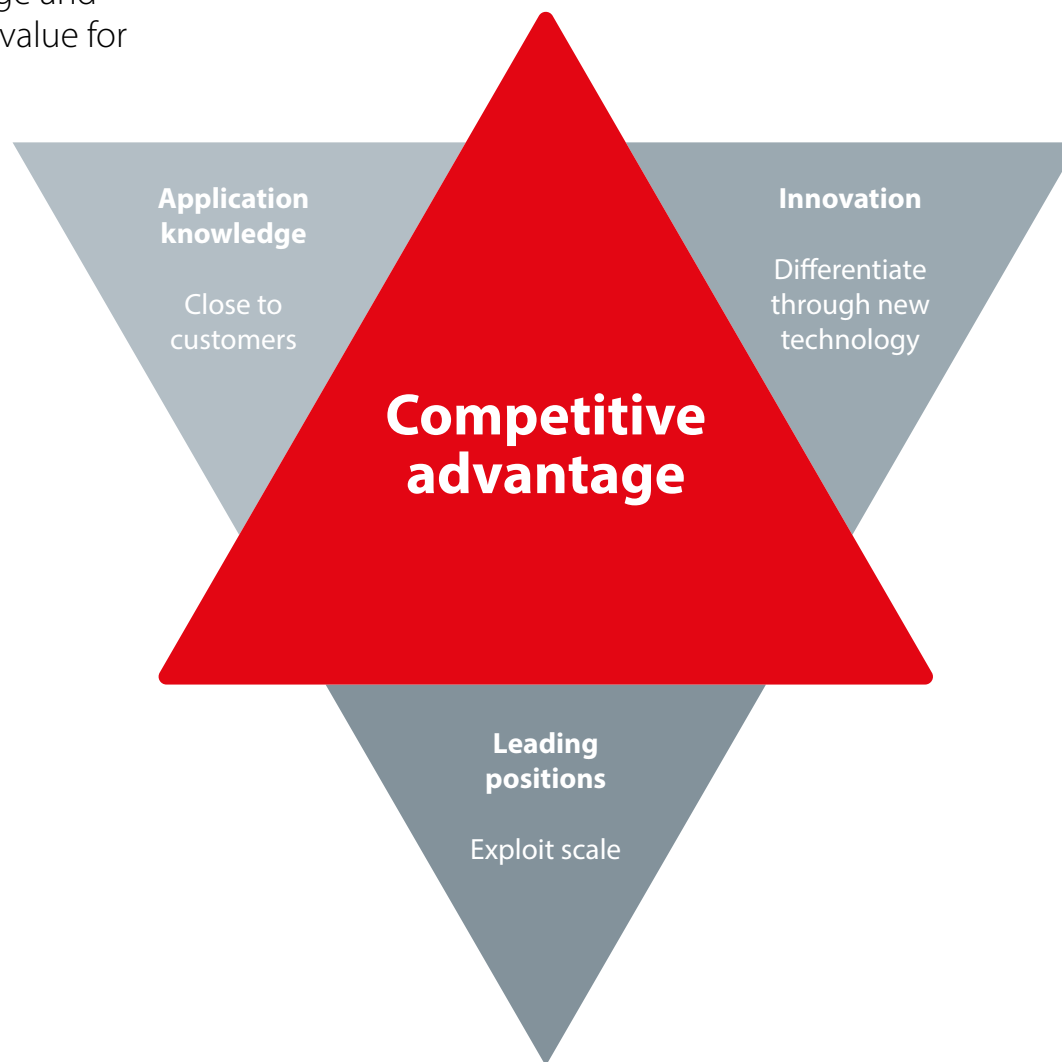 value for
Application
knowledge
Close to
customers
Innovation
Differentiate
through new
technology
Competitive
advantage
Leading
positions
Exploit scale